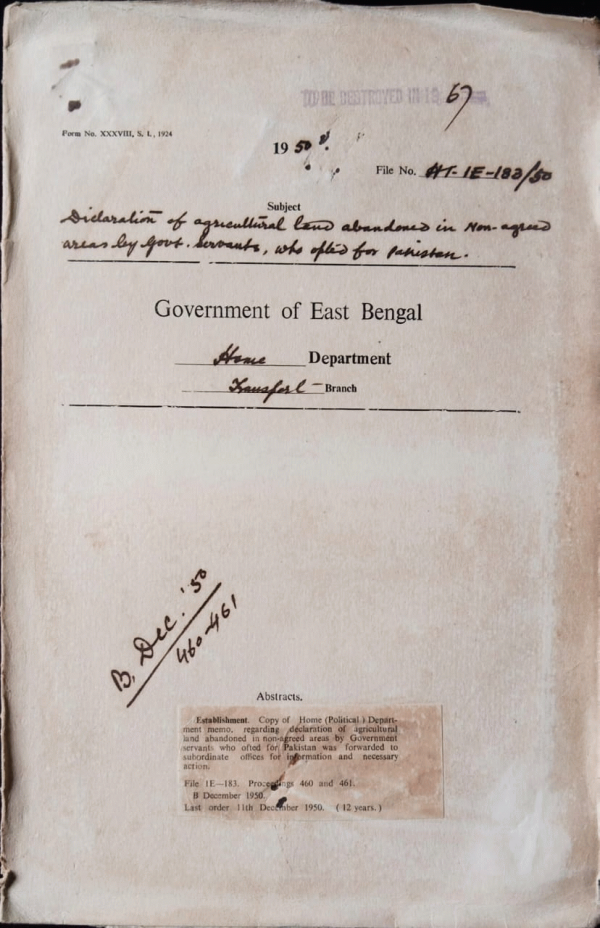 TO BE DESTROYED IN 19 67
Form No. XXXVIII, S. I., 1924
1950
File No. HT-1E-183/50
Subject
Declaration of agricultural land abandoned in Non-agreed
areas by Govt. Servants, who opted for Pakistan.
Government of East Bengal
Home Department
Transport Branch
B, Dec. '50
460-461
Abstracts.
Establishment. Copy of Home (Political) Depart-
ment memo, regarding declaration of agricultural
land abandoned in non-agreed areas by Government
servants who ofted for Pakistan was forwarded to
subordinate offices for information and necessary
action.
File 1E—183. Proceedings 460 and 461.
B December 1950.
Last order 11th December 1950. (12 years.)